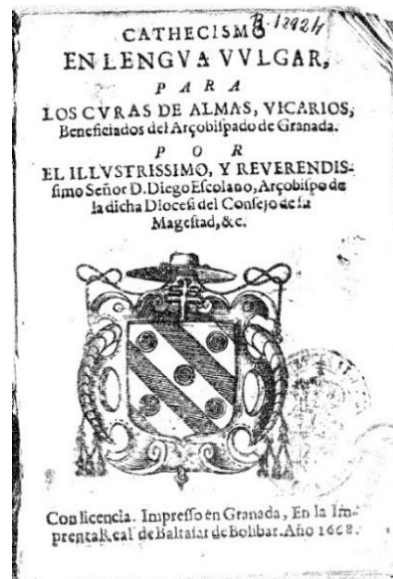 R-12924
CATHECISMO
EN LENGVA VVLGAR,
P A R A
LOS CVRAS DE ALMAS, VICARIOS,
Beneficiados del Arçobiſpado de Granada.
P O R
EL ILLVSTRISSIMO, Y REVERENDIS-
ſimo Señor D. Diego Eſcolano, Arçobiſpo de
la dicha Dioceſi del Conſejo de ſu
Mageſtad, &c.
Con licencia. Impreſſo en Granada, En la Im-
prenta Real de Baltaſar de Bolibar. Año 1668.